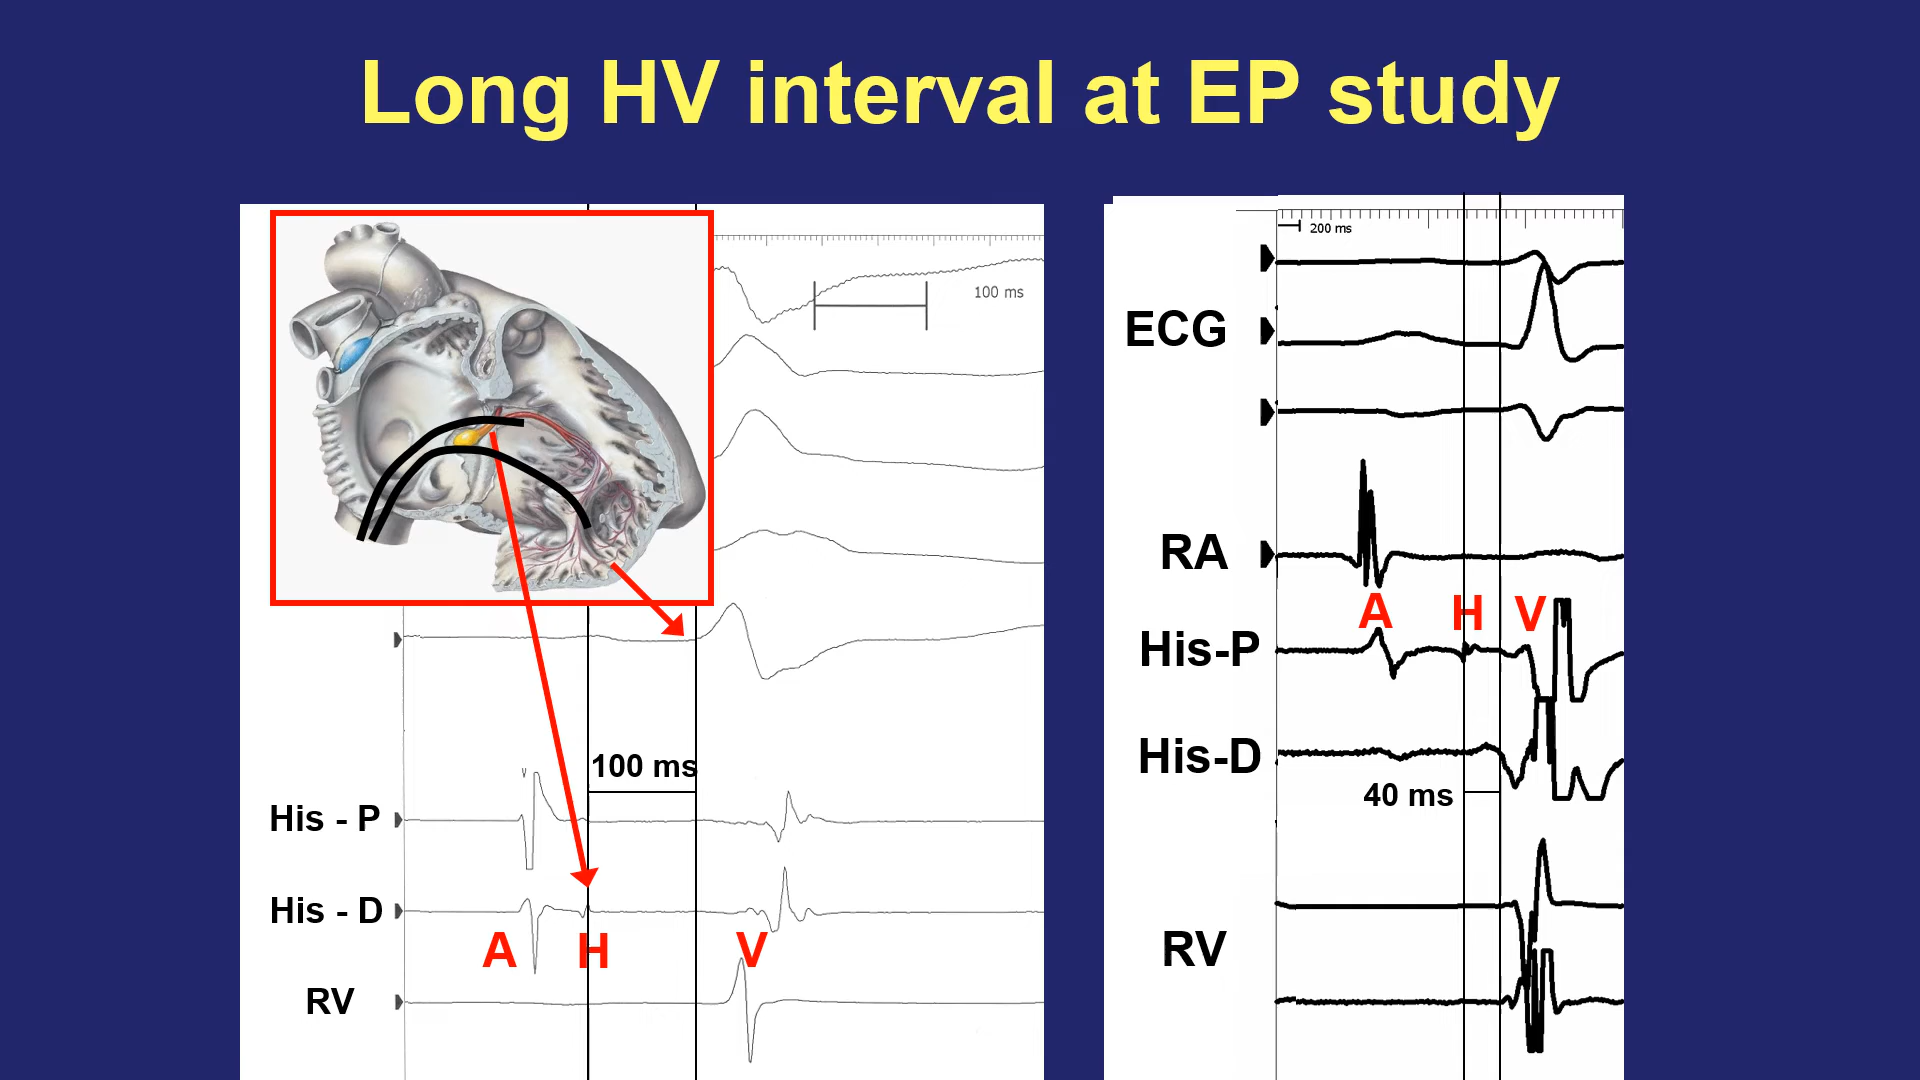 Long HV interval at EP study
100 ms
100 ms
His - P
His - D
A H V
RV
200 ms
ECG
RA
A H V
His-P
His-D
40 ms
RV